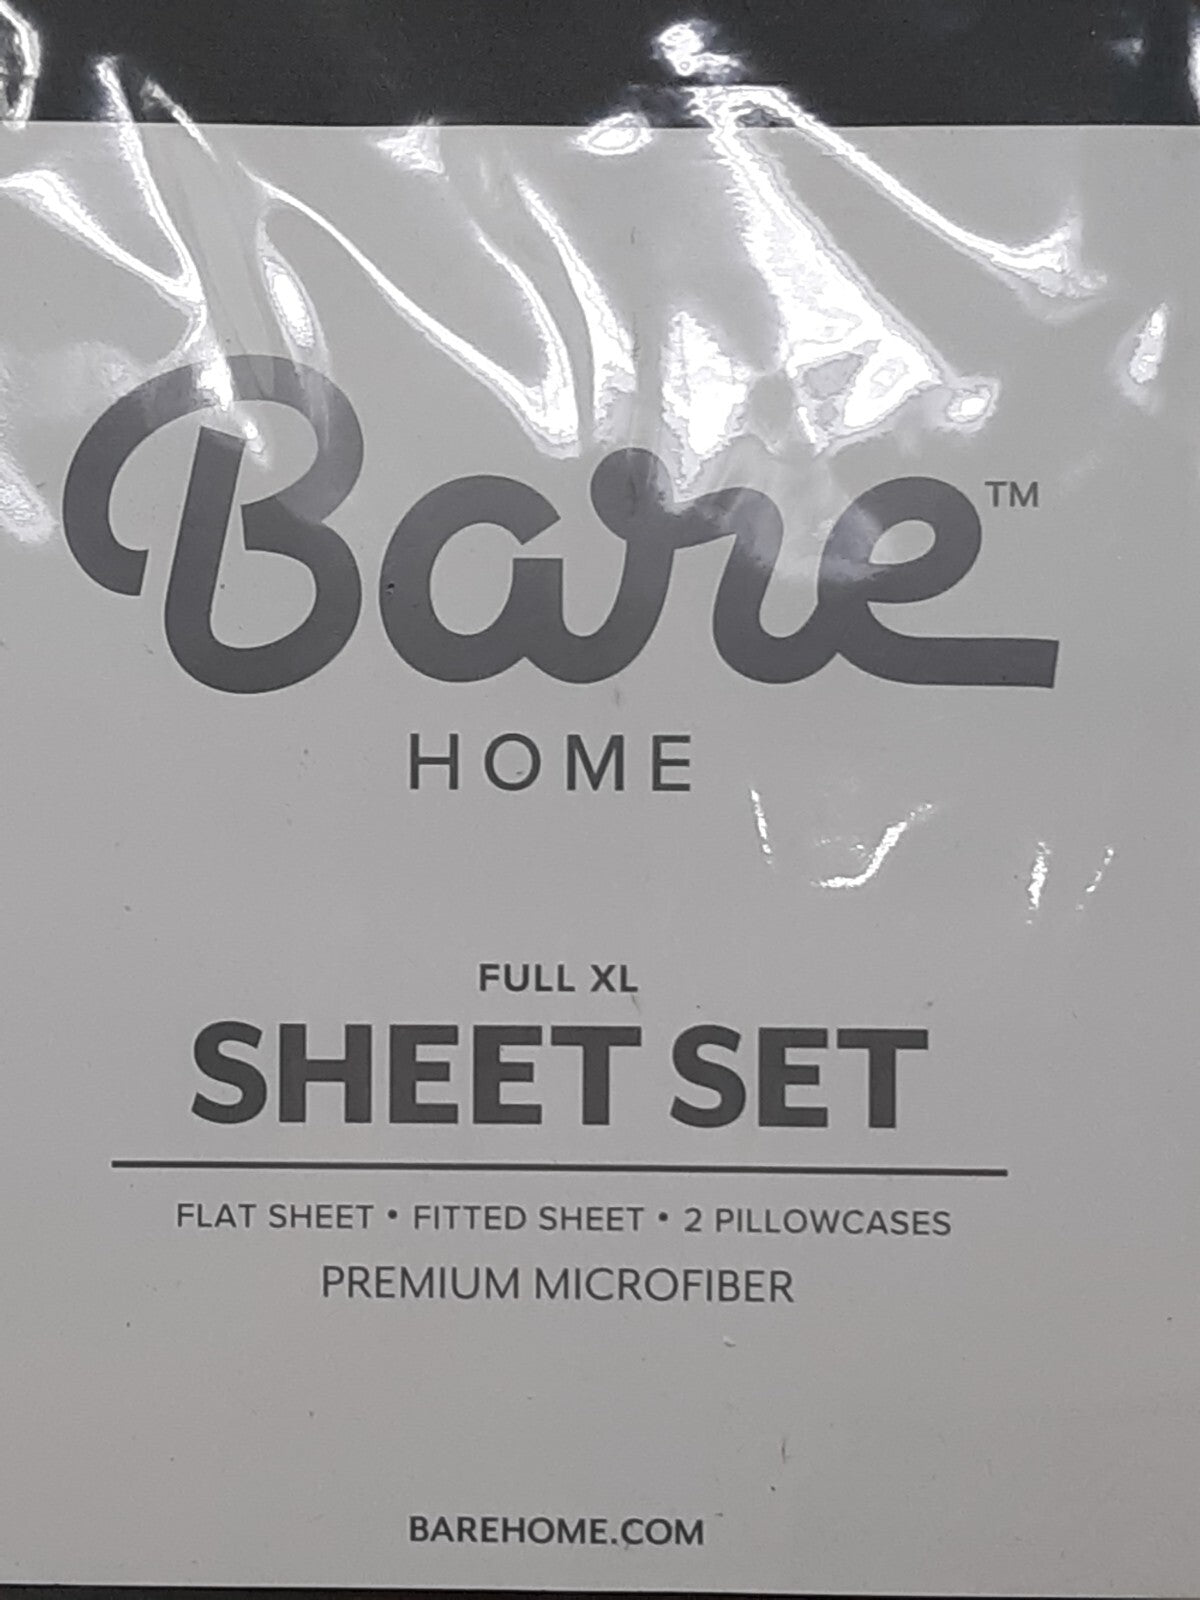 Bare™
HOME
FULL XL
SHEET SET
FLAT SHEET • FITTED SHEET • 2 PILLOWCASES
PREMIUM MICROFIBER
BAREHOME.COM